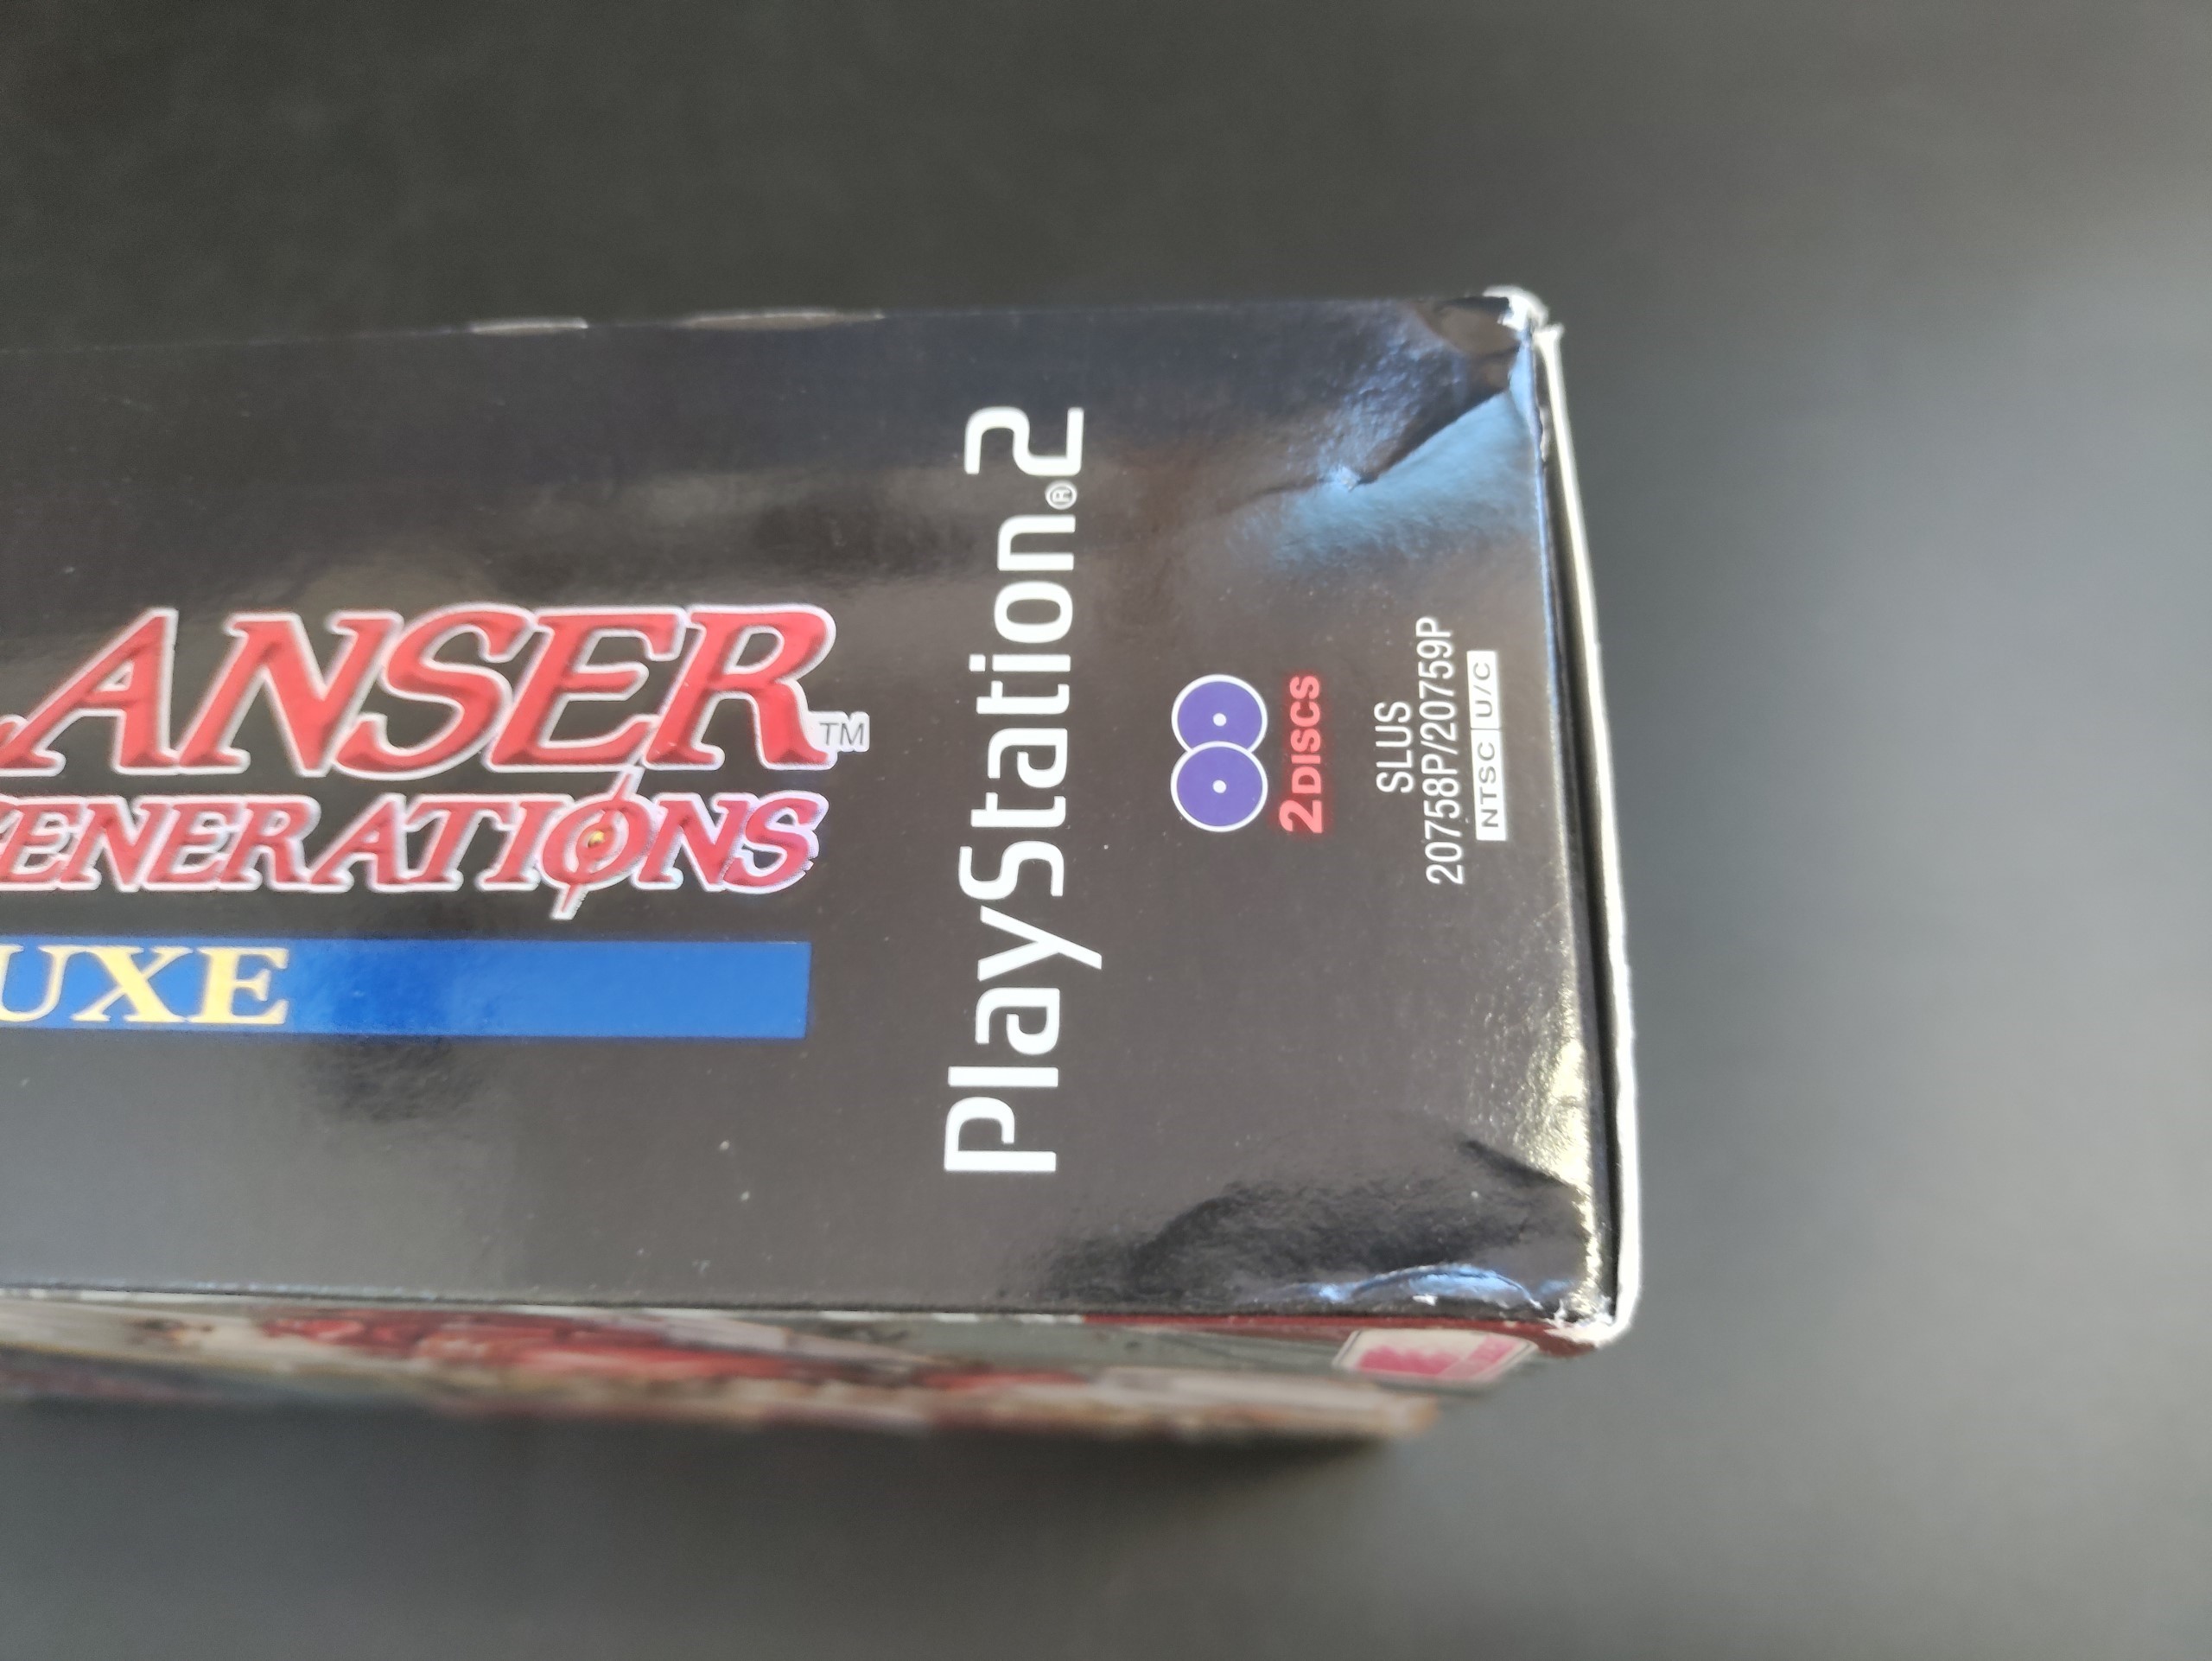 ANSER™
ENERATIONS
UXE
PlayStation®2
2DISCS
SLUS
20758P/20759P
NTSC U/C